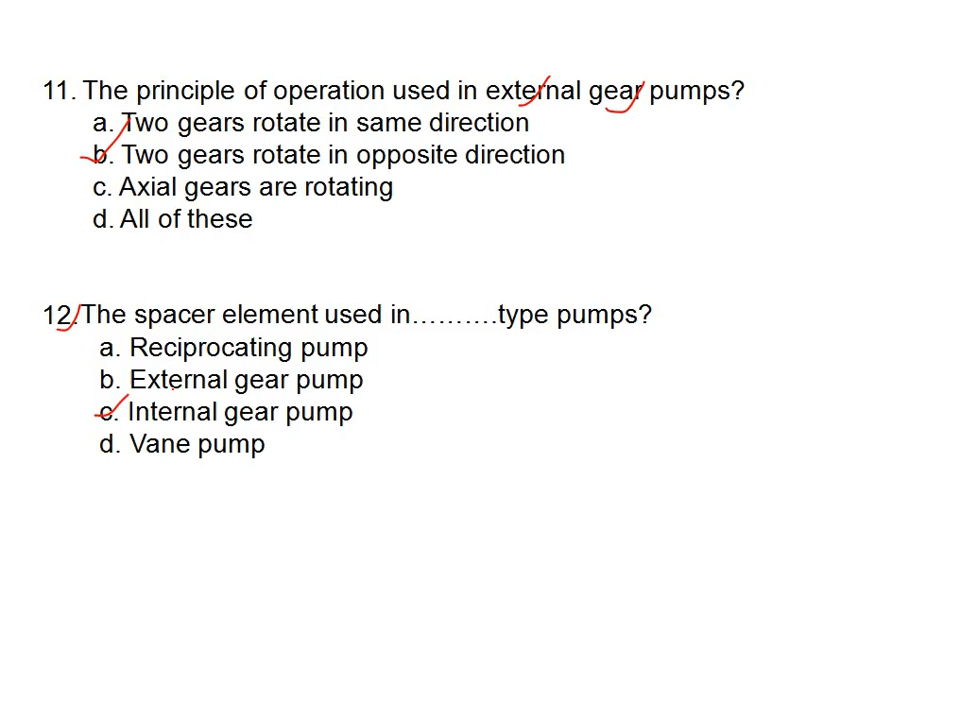 11. The principle of operation used in external gear pumps?
a. Two gears rotate in same direction
b. Two gears rotate in opposite direction
c. Axial gears are rotating
d. All of these
12.The spacer element used in……….type pumps?
a. Reciprocating pump
b. External gear pump
c. Internal gear pump
d. Vane pump